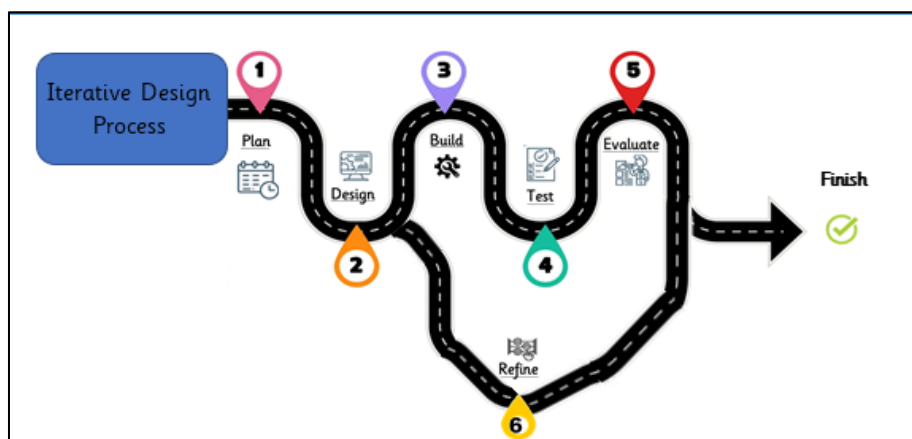 Iterative Design
Process
1
Plan
2
Design
3
Build
4
Test
5
Evaluate
6
Refine
Finish